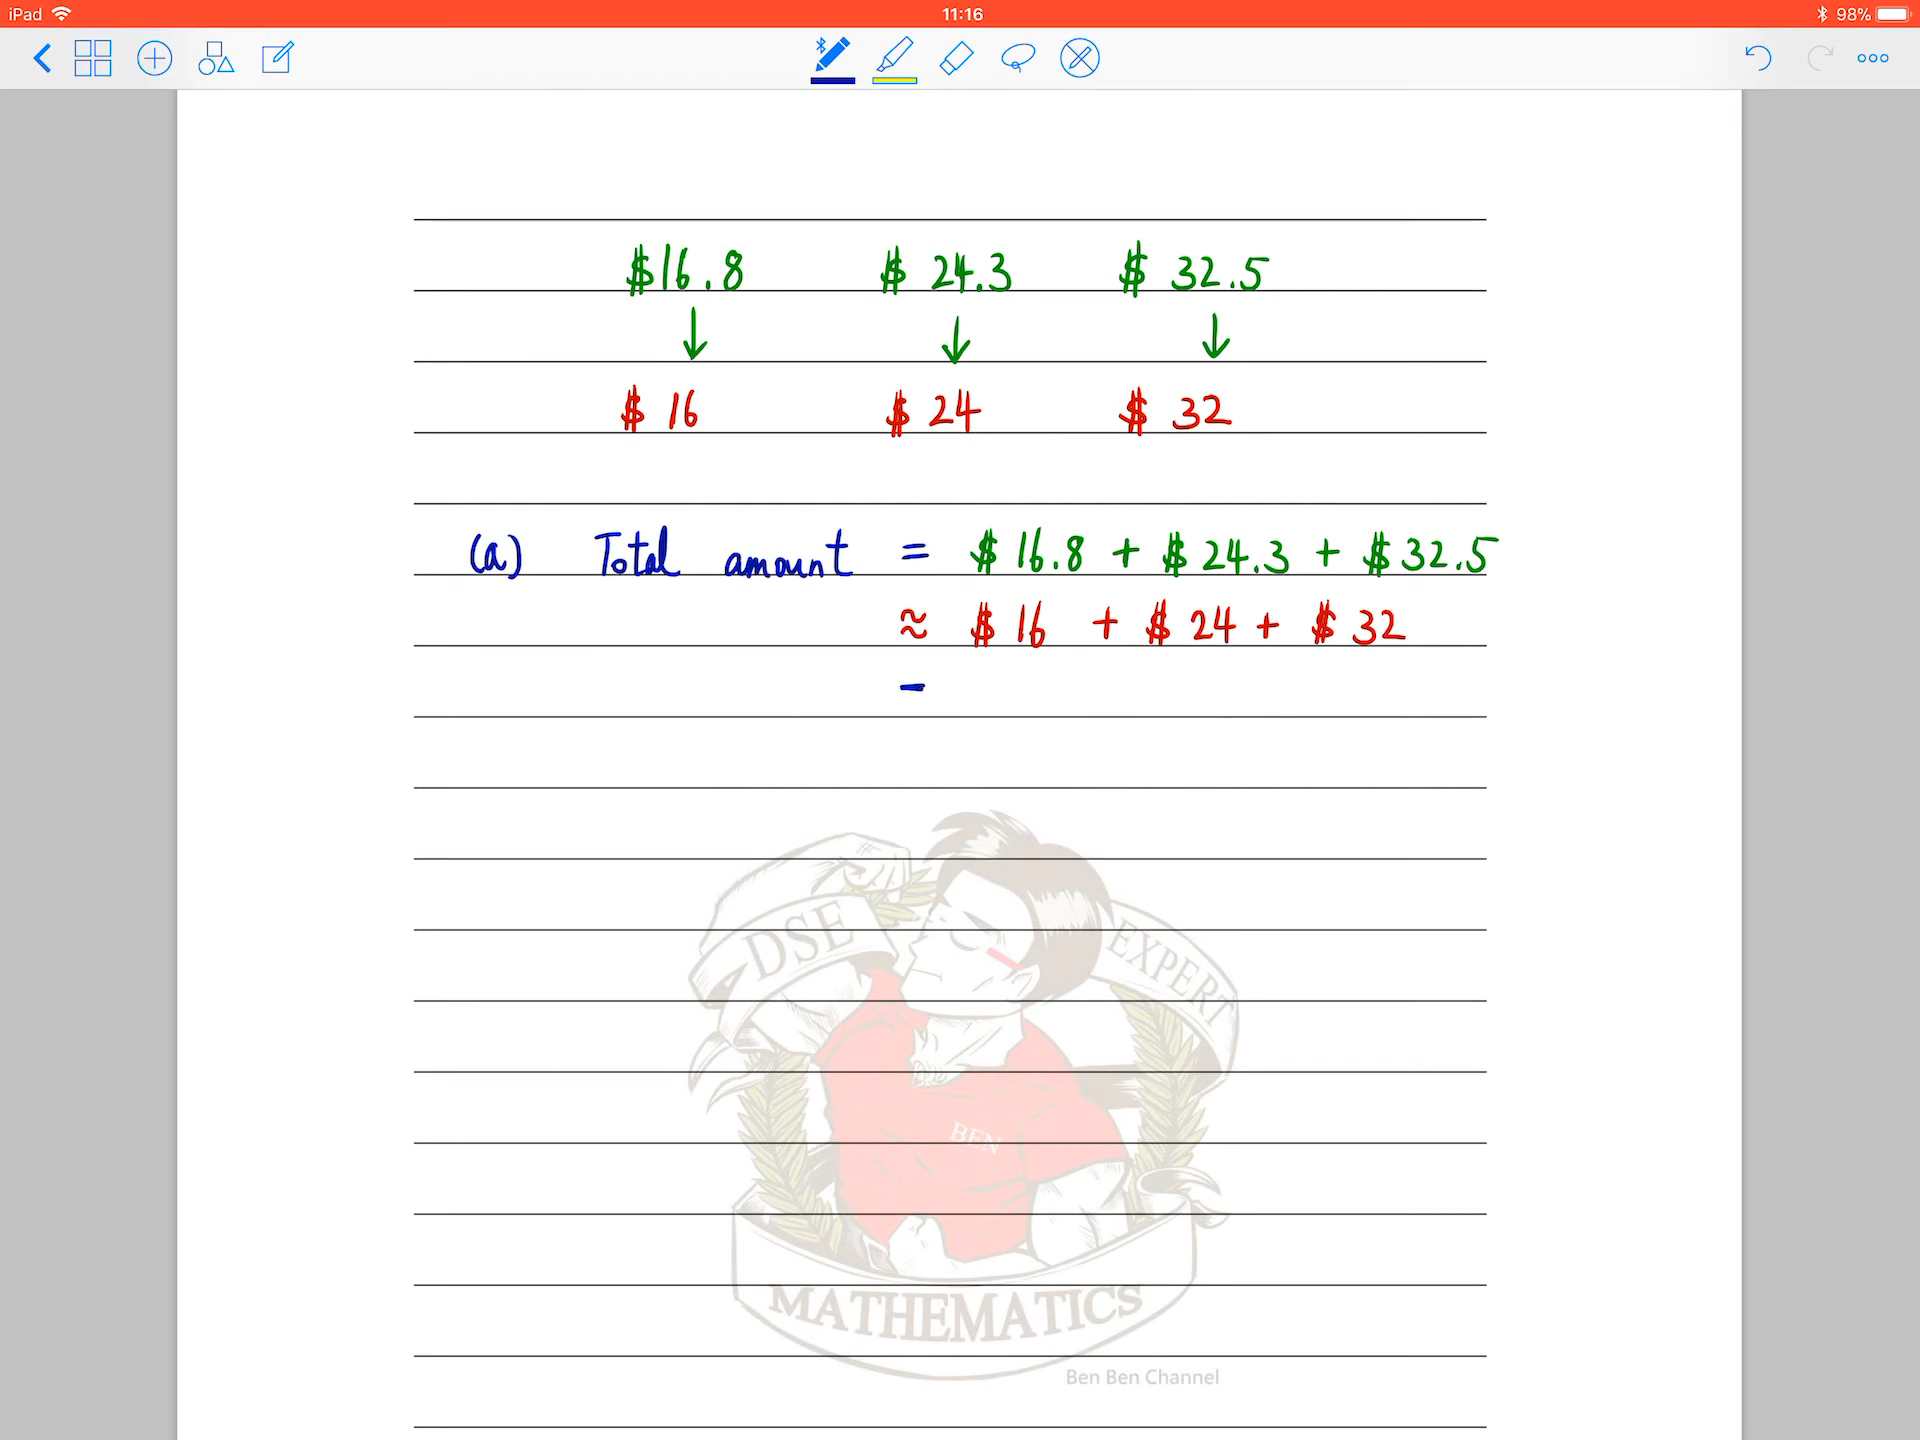 iPad 11:16 98%
$16.8 $ 24.3 $ 32.5
↓ ↓ ↓
$ 16 $ 24 $ 32
(a) Total amount = $ 16.8 + $ 24.3 + $ 32.5
≈ $ 16 + $ 24 + $ 32
-
DSE EXPERT
BEN
MATHEMATICS
Ben Ben Channel